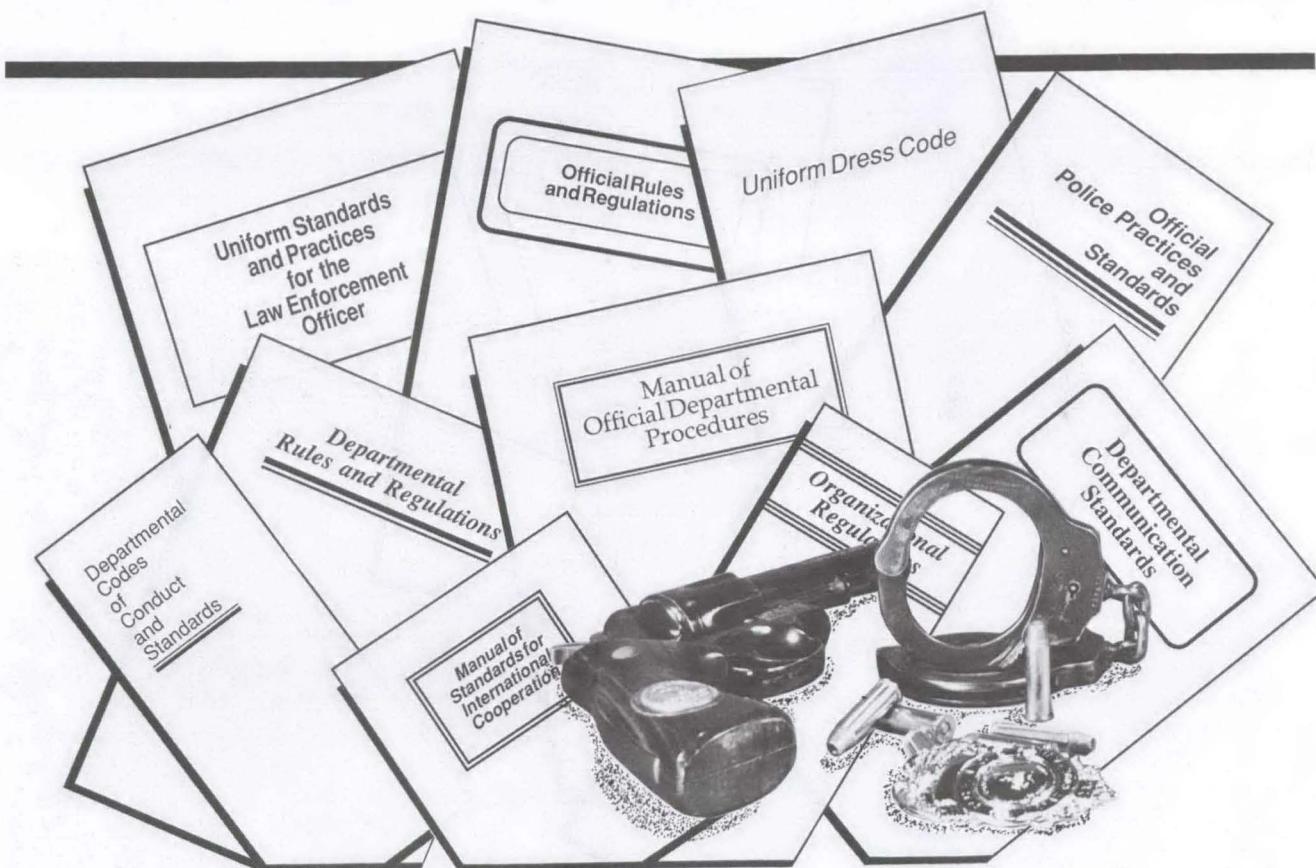 Uniform Standards
and Practices
for the
Law Enforcement
Officer
Official Rules
and Regulations
Uniform Dress Code
Official
Police Practices
and
Standards
Departmental
Rules and Regulations
Manual of
Official Departmental
Procedures
Organizational
Regulations
Departmental
Communication
Standards
Departmental
Codes
of
Conduct
and
Standards
Manual of
Standards for
International
Cooperation